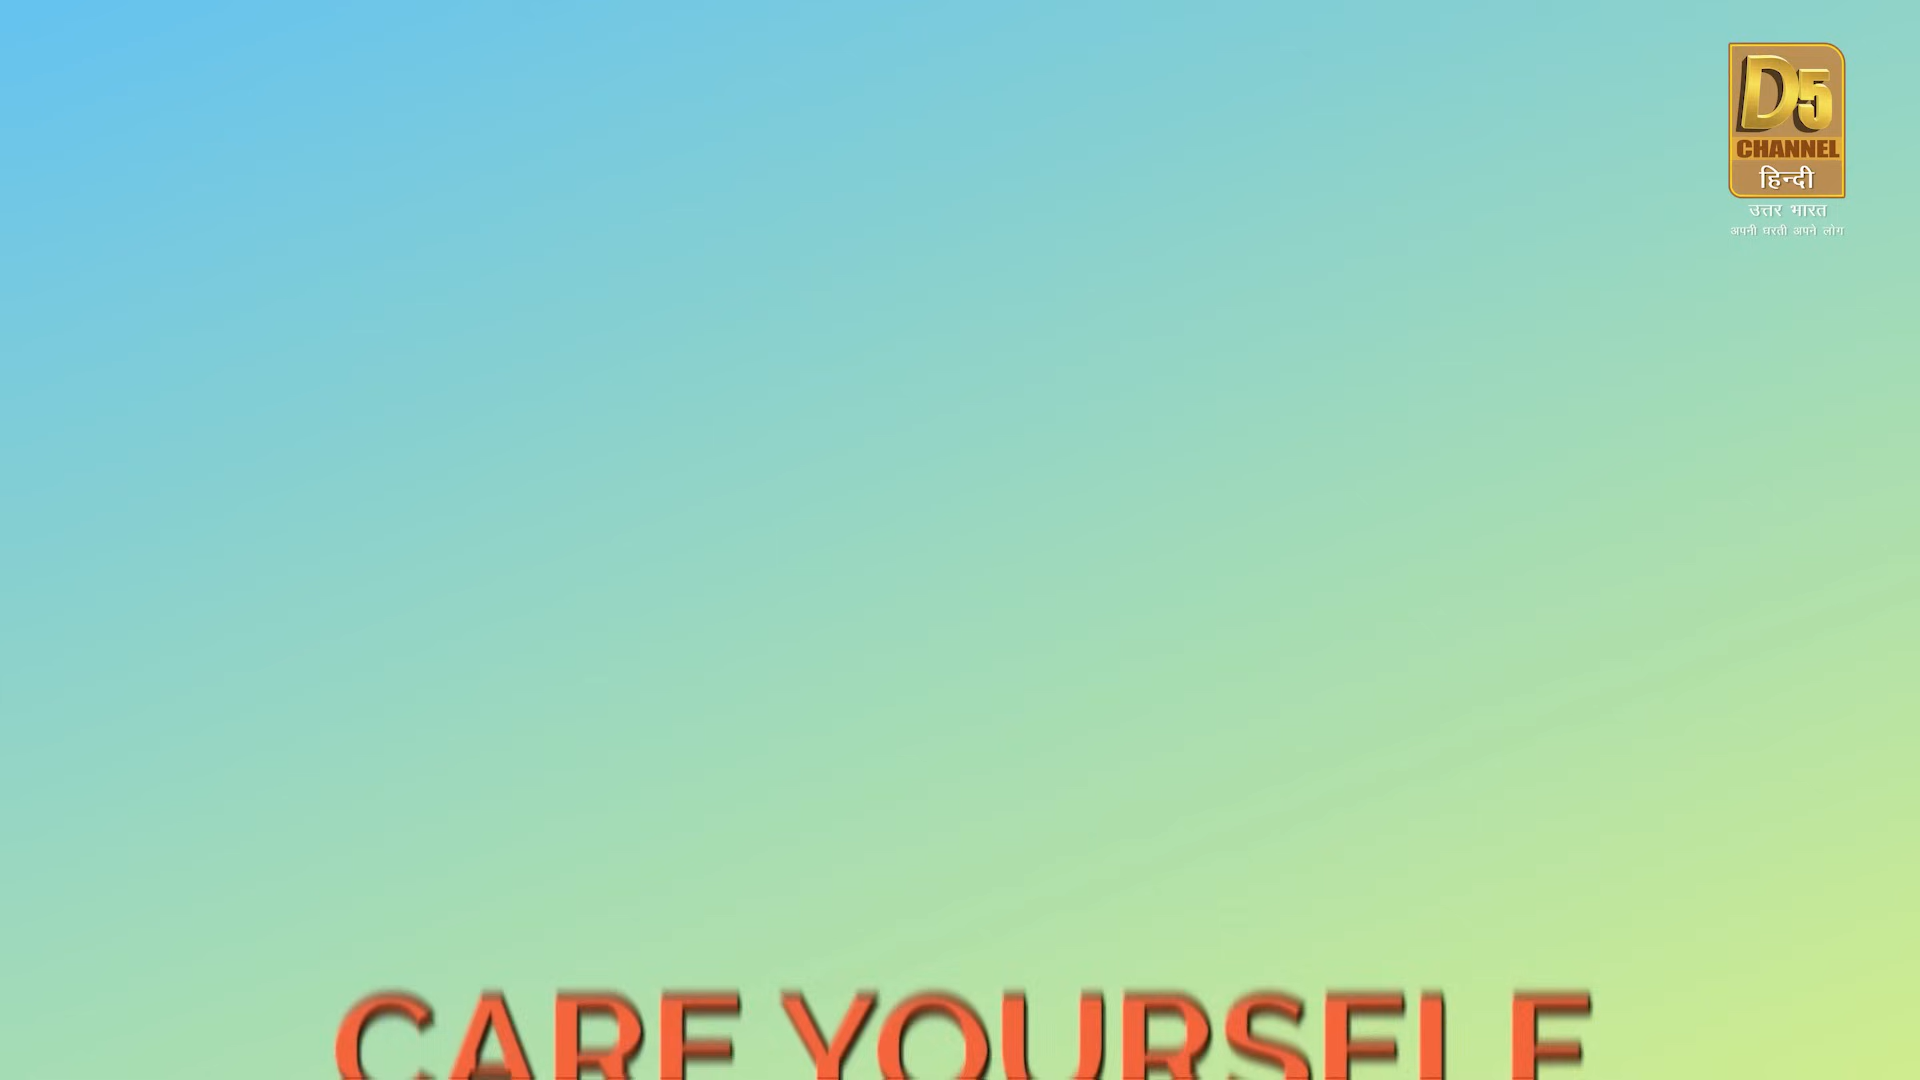 D5
CHANNEL
हिन्दी
उत्तर भारत
अपनी धरती अपने लोग
CARE YOURSELF